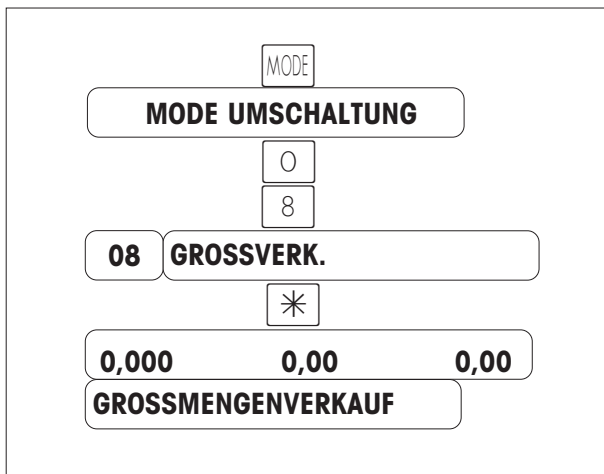 MODE
MODE UMSCHALTUNG
0
8
08 GROSSVERK.
*
0,000 0,00 0,00
GROSSMENGENVERKAUF